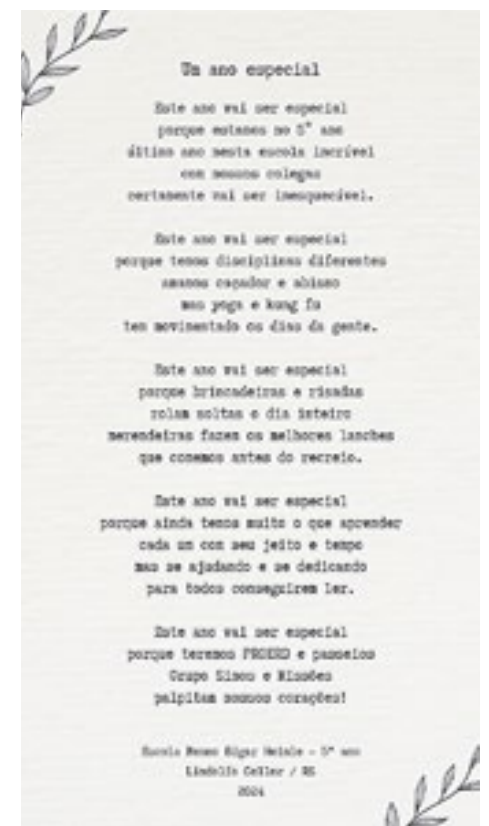 Um ano especial
Este ano vai ser especial
porque estamos no 5° ano
último ano nesta escola incrível
com nossos colegas
certamente vai ser inesquecível.
Este ano vai ser especial
porque temos disciplinas diferentes
amamos caçador e abismo
mas yoga e kung fu
tem movimentado os dias da gente.
Este ano vai ser especial
porque brincadeiras e risadas
rolam soltas o dia inteiro
merendeiras fazem os melhores lanches
que comemos antes do recreio.
Este ano vai ser especial
porque ainda temos muito o que aprender
cada um com seu jeito e tempo
mas se ajudando e se dedicando
para todos conseguirem ler.
Este ano vai ser especial
porque teremos PROERD e passeios
Grupo Sinos e Missões
palpitam nossos corações!
Escola Edgar - 5° ano
Lindolfo Collor / RS
2024